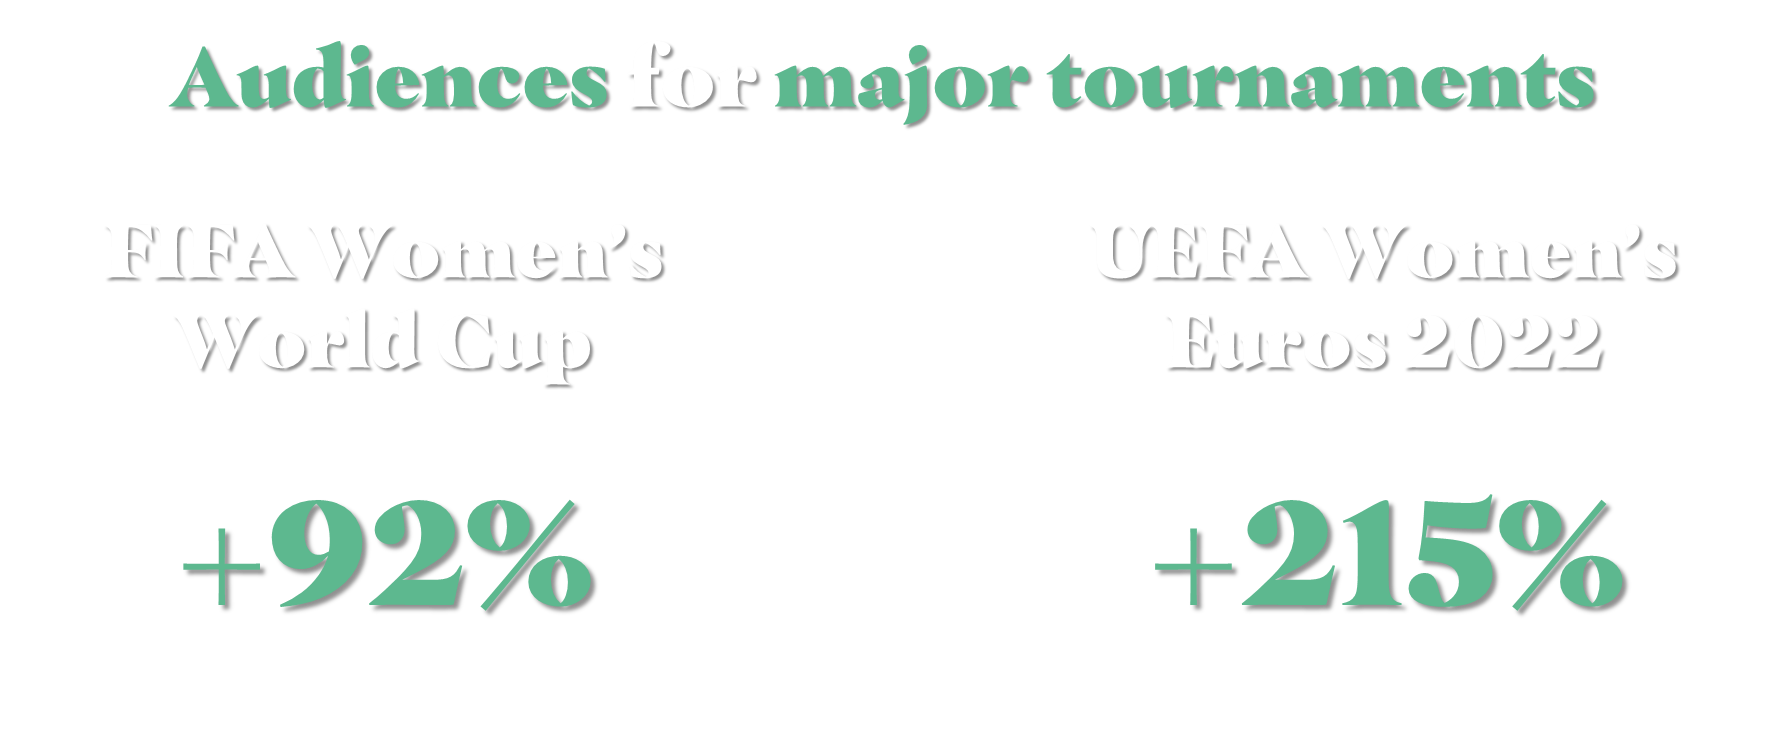 Audiences for major tournaments
FIFA Women’s
World Cup
UEFA Women’s
Euros 2022
+92%
+215%